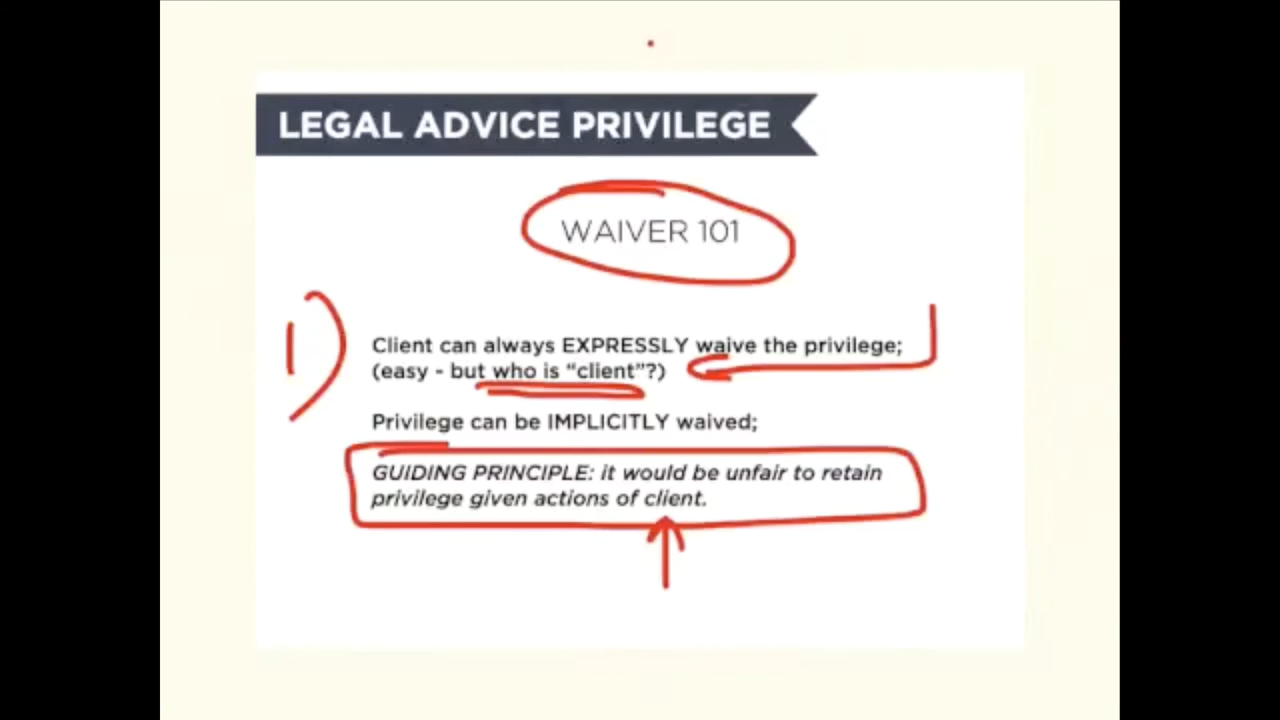 LEGAL ADVICE PRIVILEGE
WAIVER 101
1)
Client can always EXPRESSLY waive the privilege;
(easy - but who is "client"?)
Privilege can be IMPLICITLY waived;
GUIDING PRINCIPLE: it would be unfair to retain
privilege given actions of client.